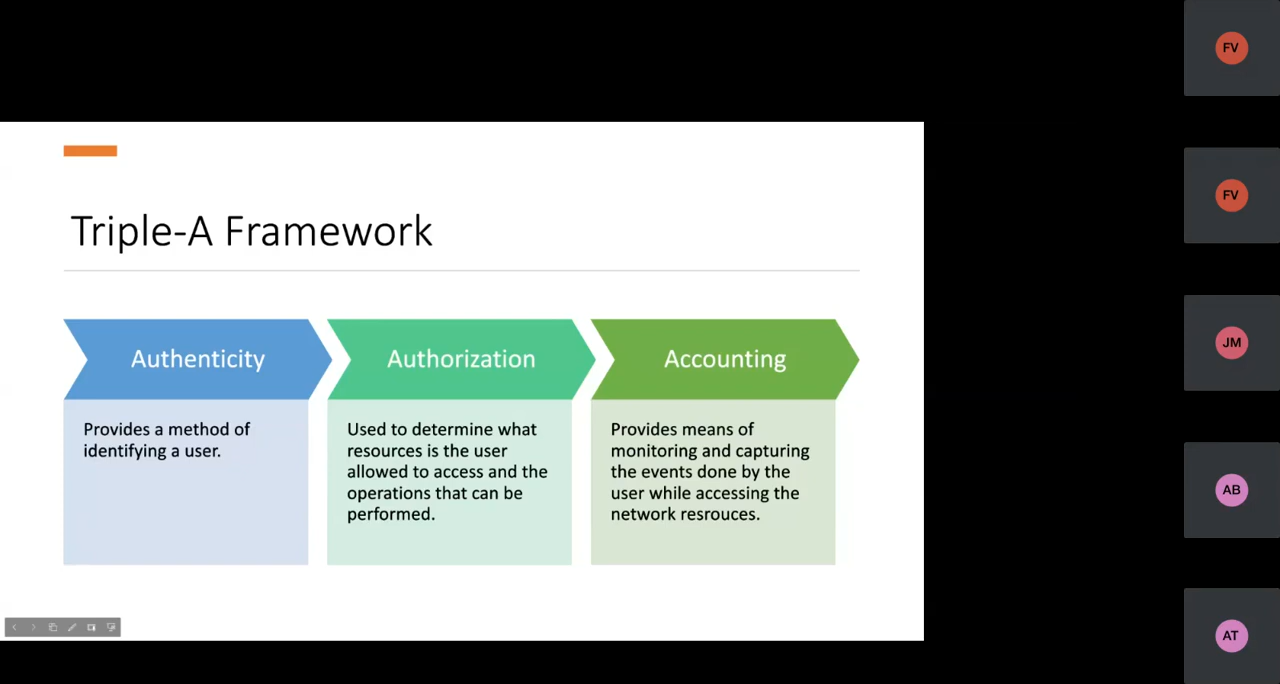 Triple-A Framework
Authenticity
Provides a method of
identifying a user.
Authorization
Used to determine what
resources is the user
allowed to access and the
operations that can be
performed.
Accounting
Provides means of
monitoring and capturing
the events done by the
user while accessing the
network resrouces.
FV
FV
JM
AB
AT